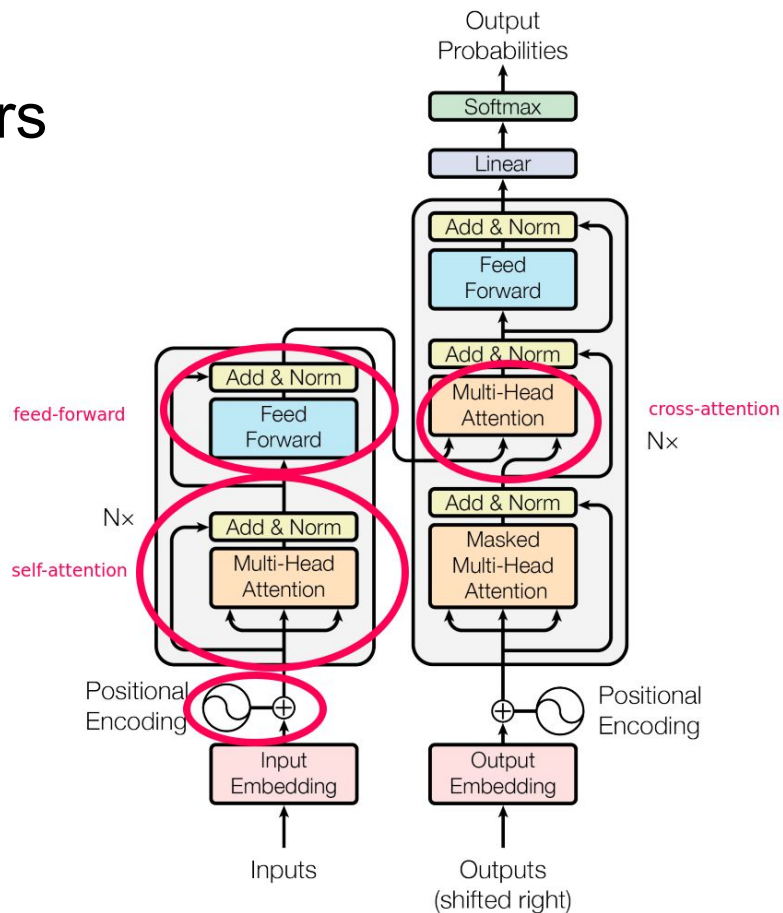 rs
Output
Probabilities
Softmax
Linear
Add & Norm
Feed
Forward
Add & Norm
Multi-Head
Attention
cross-attention
Nx
Add & Norm
Masked
Multi-Head
Attention
Positional
Encoding
Output
Embedding
Outputs
(shifted right)
Add & Norm
Feed
Forward
feed-forward
Nx
Add & Norm
Multi-Head
Attention
self-attention
Positional
Encoding
Input
Embedding
Inputs